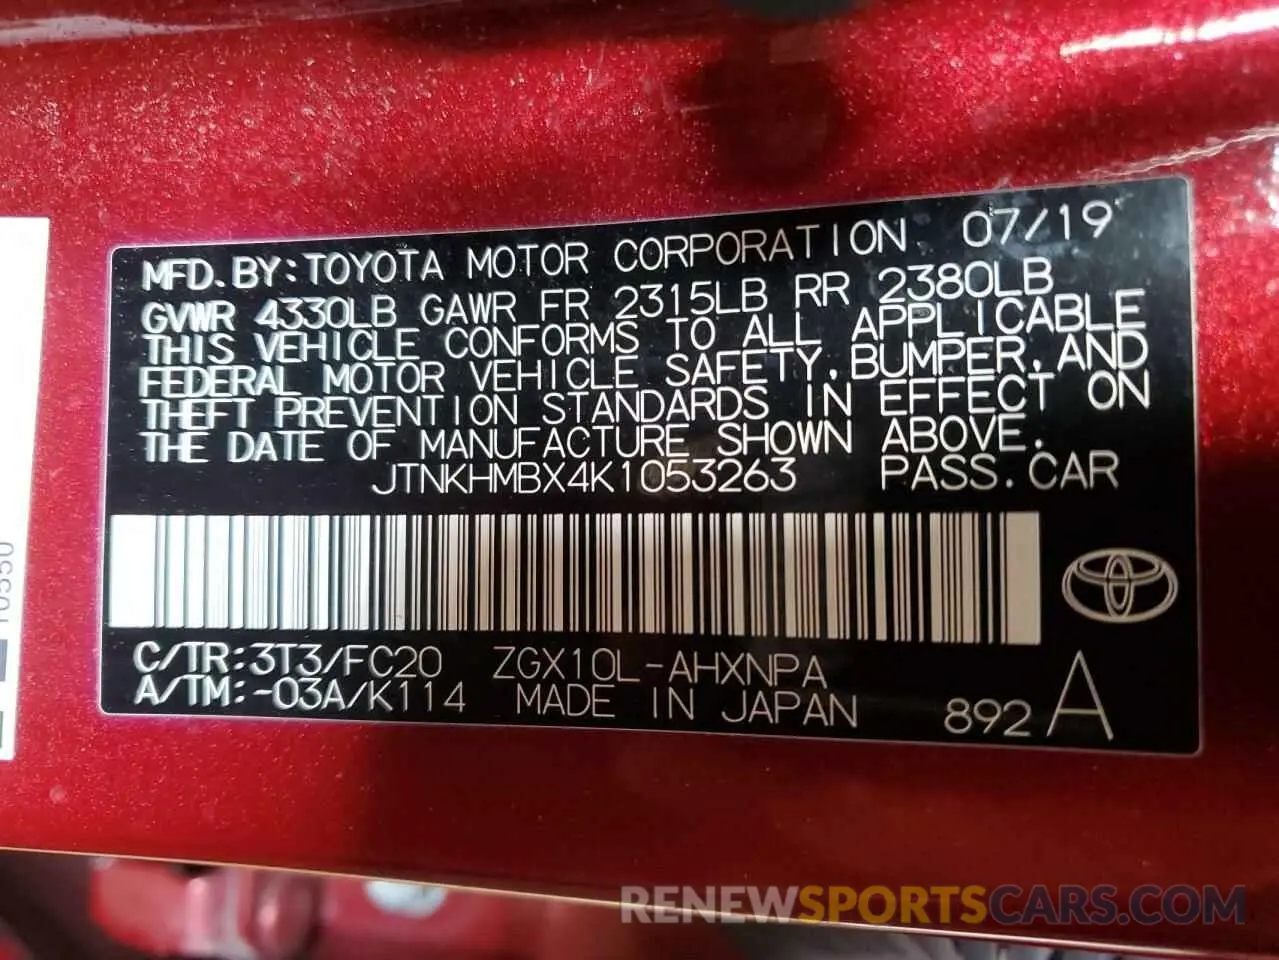 MFD.BY:TOYOTA MOTOR CORPORATION 07/19
GVWR 4330LB GAWR FR 2315LB RR 2380LB
THIS VEHICLE CONFORMS TO ALL APPLICABLE
FEDERAL MOTOR VEHICLE SAFETY,BUMPER,AND
THEFT PREVENTION STANDARDS IN EFFECT ON
THE DATE OF MANUFACTURE SHOWN ABOVE.
JTNKHMBX4K1053263 PASS.CAR
C/TR:3T3/FC20 ZGX10L-AHXNPA
A/TM:-03A/K114 MADE IN JAPAN 892 A
RENEWSPORTSCARS.COM